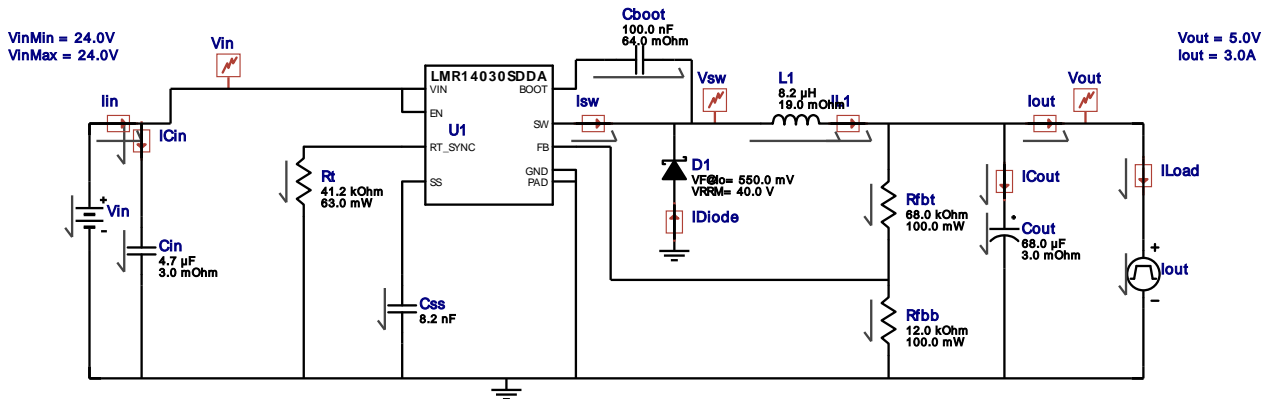 VinMin = 24.0V
VinMax = 24.0V
Vout = 5.0V
Iout = 3.0A
Cboot
100.0 nF
64.0 mOhm
Vin
LMR14030SDDA
VIN
BOOT
EN
SW
U1
RT_SYNC
FB
SS
GND
PAD
Iin
ICin
Isw
Vsw
L1
8.2 µH
19.0 mOhm
IL1
Iout
Vout
Rt
41.2 kOhm
63.0 mW
D1
VF@Io= 550.0 mV
VRRM= 40.0 V
IDiode
ICout
ILoad
+
Vin
-
Cin
4.7 µF
3.0 mOhm
Rfbt
68.0 kOhm
100.0 mW
Cout
68.0 µF
3.0 mOhm
+
Iout
-
Css
8.2 nF
Rfbb
12.0 kOhm
100.0 mW